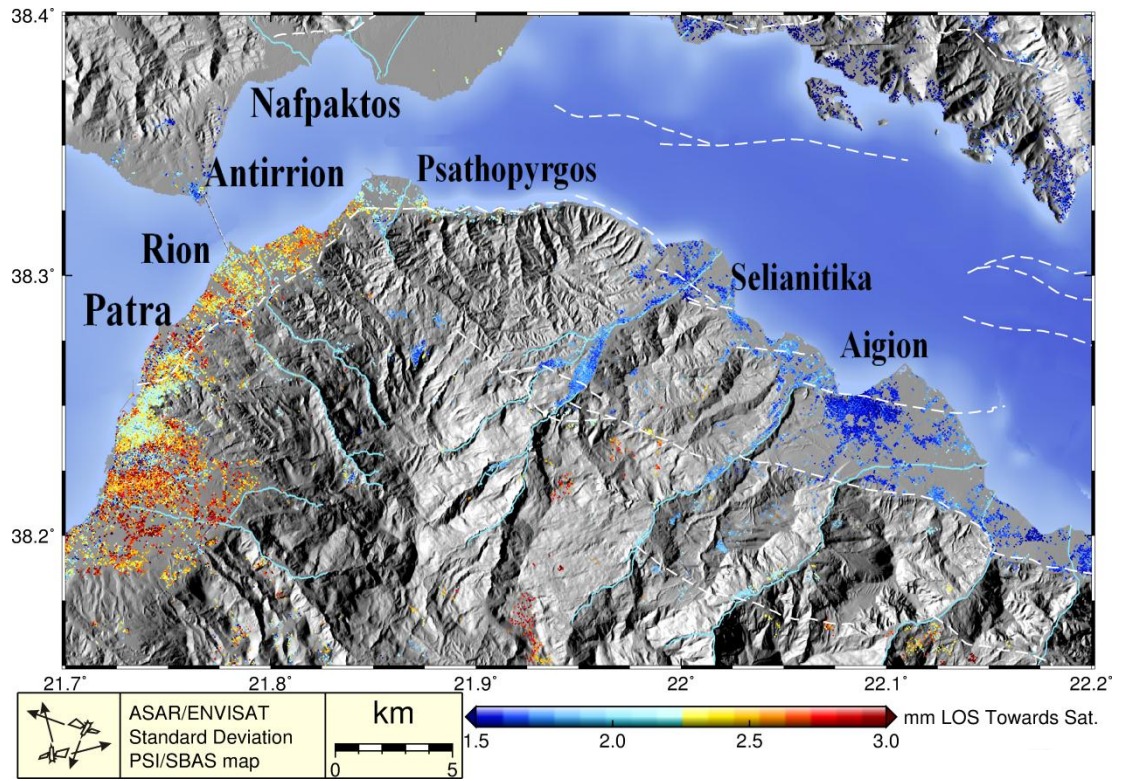 38.4°
Nafpaktos
Antirrion
Psathopyrgos
Rion
38.3°
Selianitika
Patra
Aigion
38.2°
21.7° 21.8° 21.9° 22° 22.1° 22.2°
ASAR/ENVISAT
Standard Deviation
PSI/SBAS map
km
0 5
mm LOS Towards Sat.
1.5 2.0 2.5 3.0